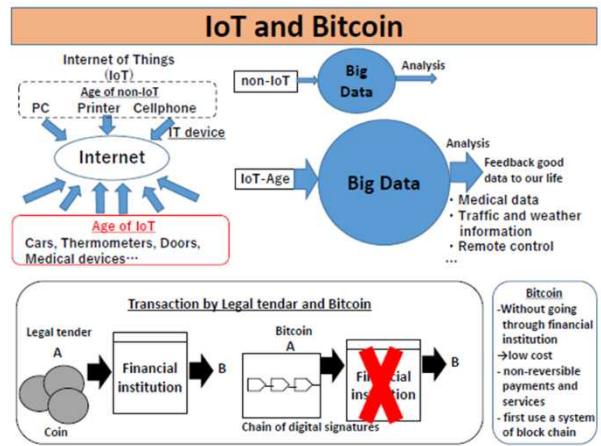 IoT and Bitcoin
Internet of Things
(IoT)
Age of non-IoT
PC Printer Cellphone
IT device
Internet
Age of IoT
Cars, Thermometers, Doors,
Medical devices…
non-IoT
Big
Data
Analysis
IoT-Age
Big Data
Analysis
Feedback good
data to our life
・Medical data
・Traffic and weather
information
・Remote control
…
Transaction by Legal tendar and Bitcoin
Legal tender
A
Coin
Financial
institution
B
Bitcoin
A
Chain of digital signatures
Financial
institution
B
Bitcoin
-Without going
through financial
institution
→low cost
- non-reversible
payments and
services
- first use a system
of block chain